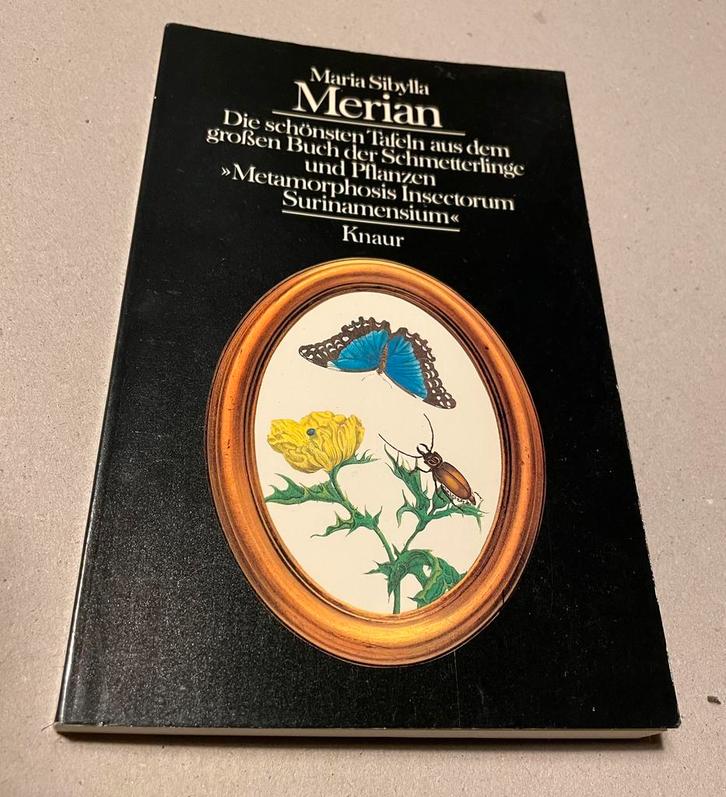 Maria Sibylla
Merian
Die schönsten Tafeln aus dem
großen Buch der Schmetterlinge
und Pflanzen
»Metamorphosis Insectorum
Surinamensium«
Knaur